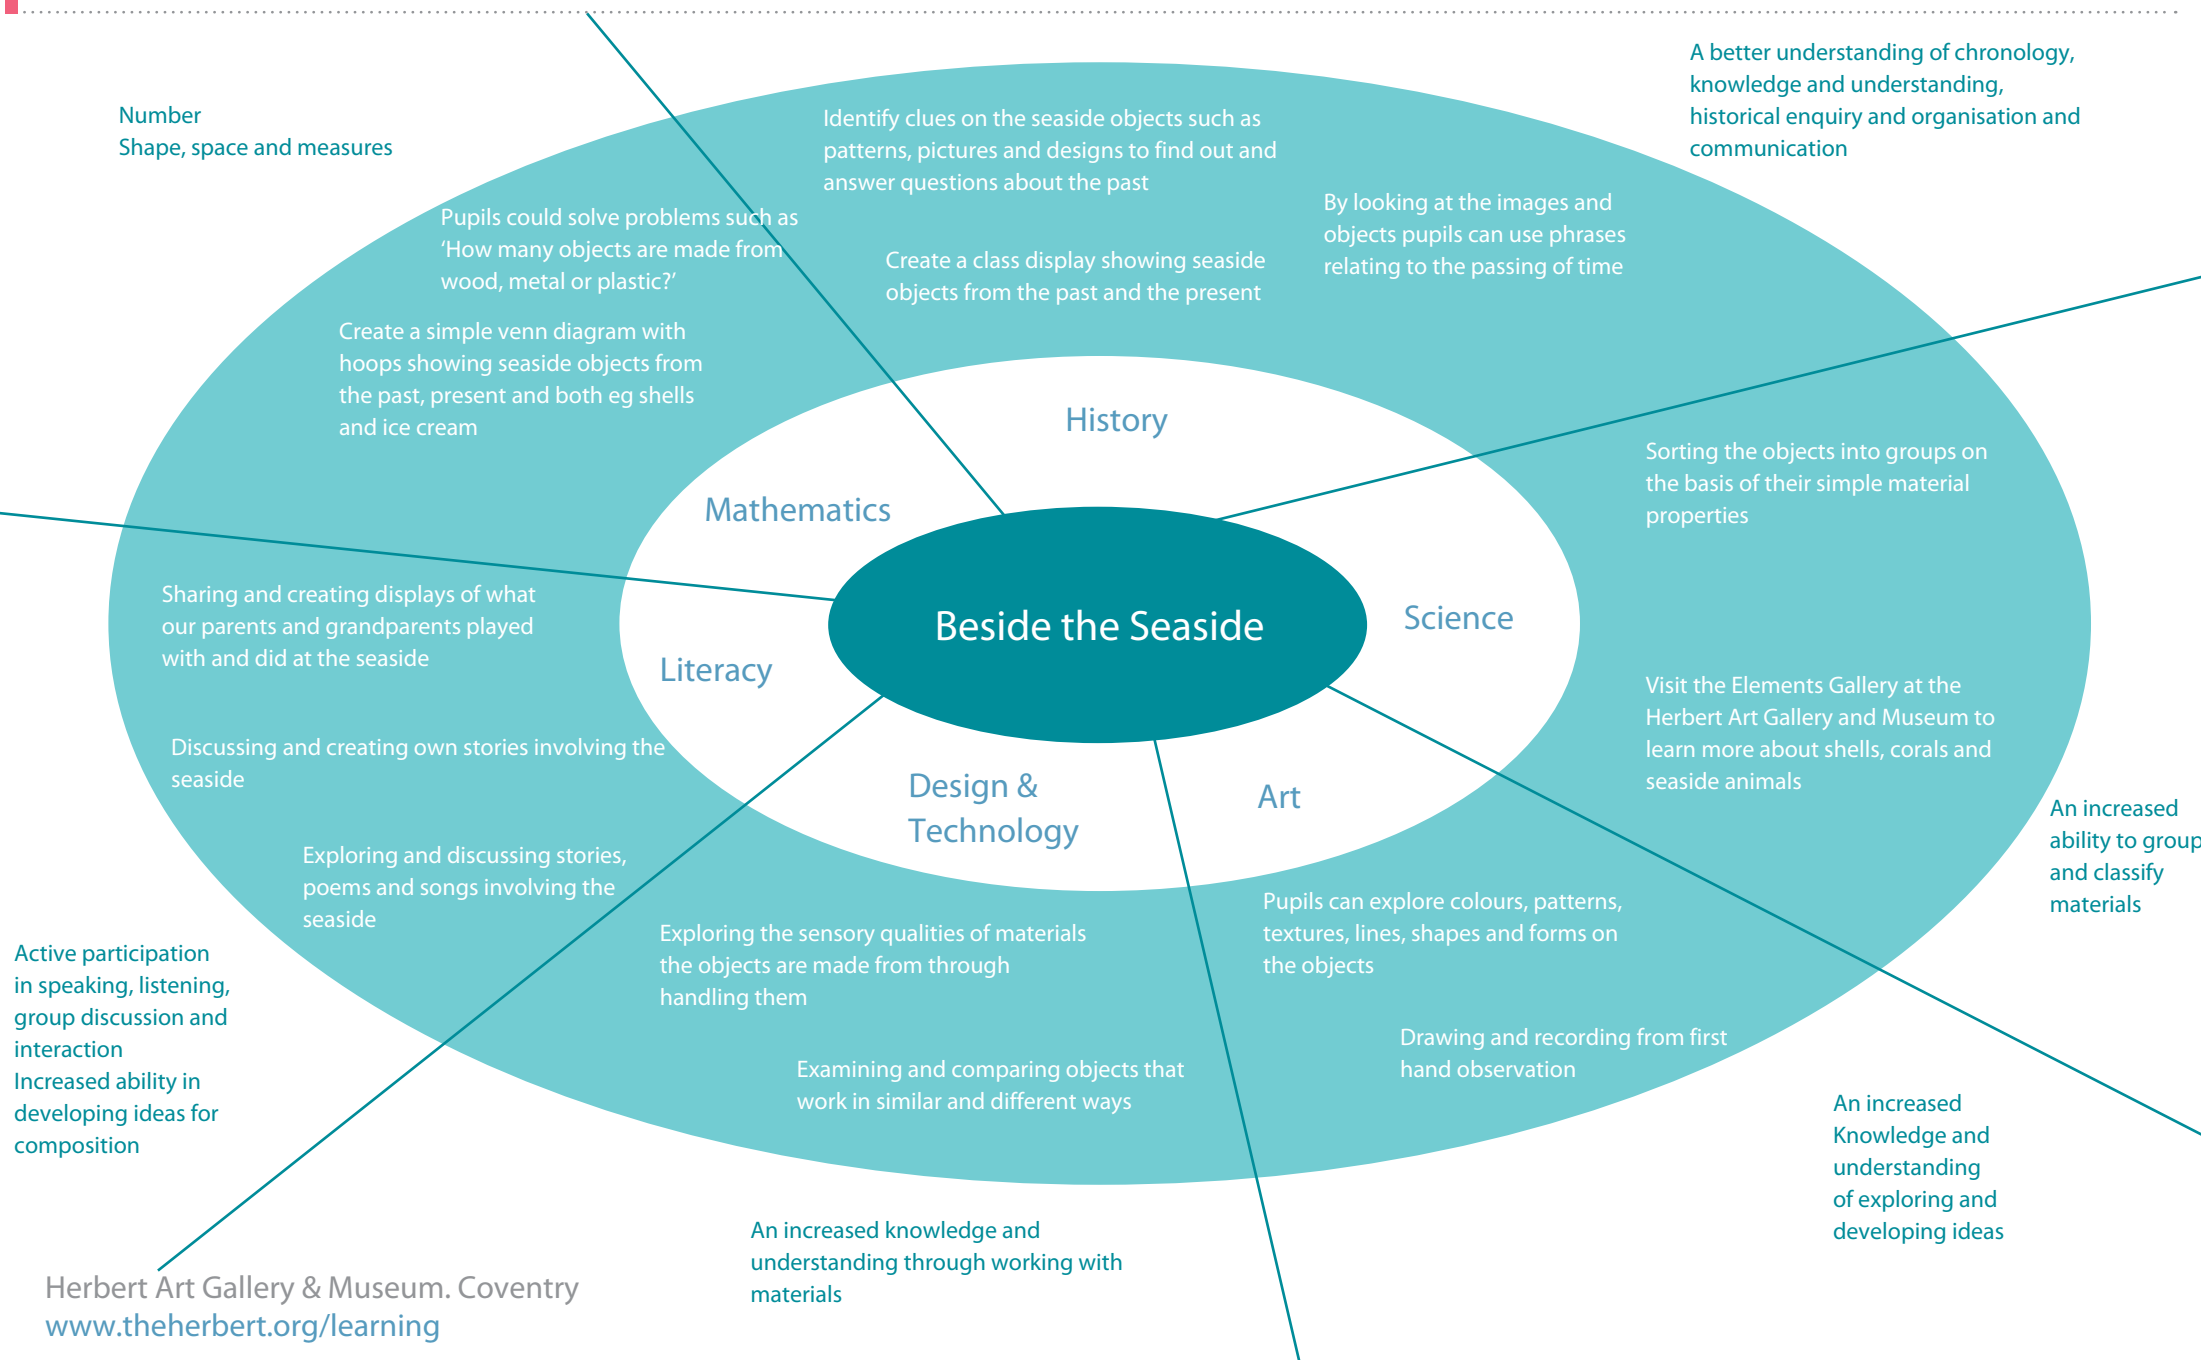 Number
Shape, space and measures
A better understanding of chronology,
knowledge and understanding,
historical enquiry and organisation and
communication
Identify clues on the seaside objects such as
patterns, pictures and designs to find out and
answer questions about the past
By looking at the images and
objects pupils can use phrases
relating to the passing of time
Pupils could solve problems such as
‘How many objects are made from
wood, metal or plastic?’
Create a class display showing seaside
objects from the past and the present
Create a simple venn diagram with
hoops showing seaside objects from
the past, present and both eg shells
and ice cream
History
Mathematics
Sorting the objects into groups on
the basis of their simple material
properties
Sharing and creating displays of what
our parents and grandparents played
with and did at the seaside
Beside the Seaside
Science
Literacy
Visit the Elements Gallery at the
Herbert Art Gallery and Museum to
learn more about shells, corals and
seaside animals
Discussing and creating own stories involving the
seaside
Design &
Technology
Art
An increased
ability to group
and classify
materials
Exploring and discussing stories,
poems and songs involving the
seaside
Pupils can explore colours, patterns,
textures, lines, shapes and forms on
the objects
Exploring the sensory qualities of materials
the objects are made from through
handling them
Active participation
in speaking, listening,
group discussion and
interaction
Increased ability in
developing ideas for
composition
Drawing and recording from first
hand observation
Examining and comparing objects that
work in similar and different ways
An increased
Knowledge and
understanding
of exploring and
developing ideas
An increased knowledge and
understanding through working with
materials
Herbert Art Gallery & Museum. Coventry
www.theherbert.org/learning